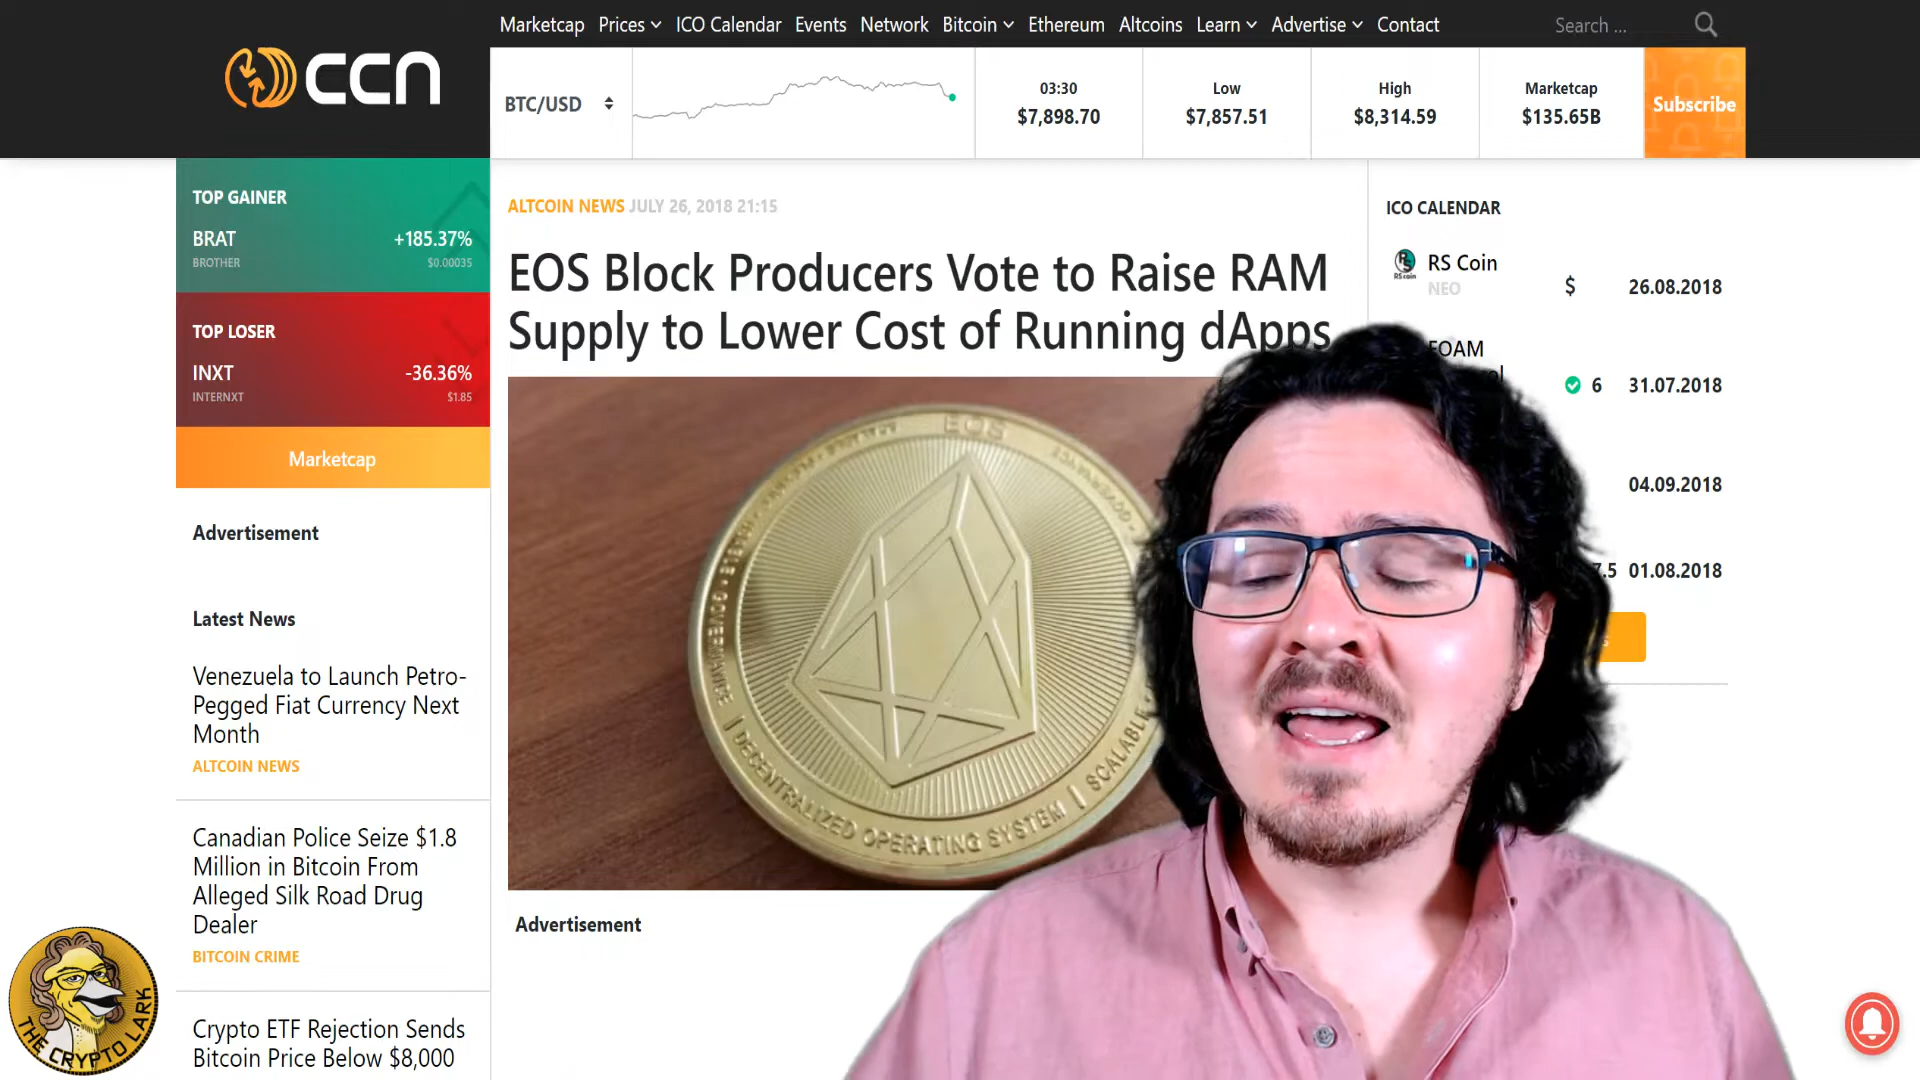 Marketcap Prices ICO Calendar Events Network Bitcoin Ethereum Altcoins Learn Advertise Contact Search ...
CCN
BTC/USD
03:30
$7,898.70
Low
$7,857.51
High
$8,314.59
Marketcap
$135.65B
Subscribe
TOP GAINER
BRAT +185.37%
BROTHER $0.00035
TOP LOSER
INXT -36.36%
INTERNXT $1.85
Marketcap
Advertisement
Latest News
Venezuela to Launch Petro-
Pegged Fiat Currency Next
Month
ALTCOIN NEWS
Canadian Police Seize $1.8
Million in Bitcoin From
Alleged Silk Road Drug
Dealer
BITCOIN CRIME
Crypto ETF Rejection Sends
Bitcoin Price Below $8,000
ALTCOIN NEWS JULY 26, 2018 21:15
EOS Block Producers Vote to Raise RAM
Supply to Lower Cost of Running dApps
EOS
DECENTRALIZED OPERATING SYSTEM | SCALABLE
Advertisement
ICO CALENDAR
RS Coin
NEO
$ 26.08.2018
FOAM
6 31.07.2018
04.09.2018
7.5 01.08.2018
THE CRYPTO LARK